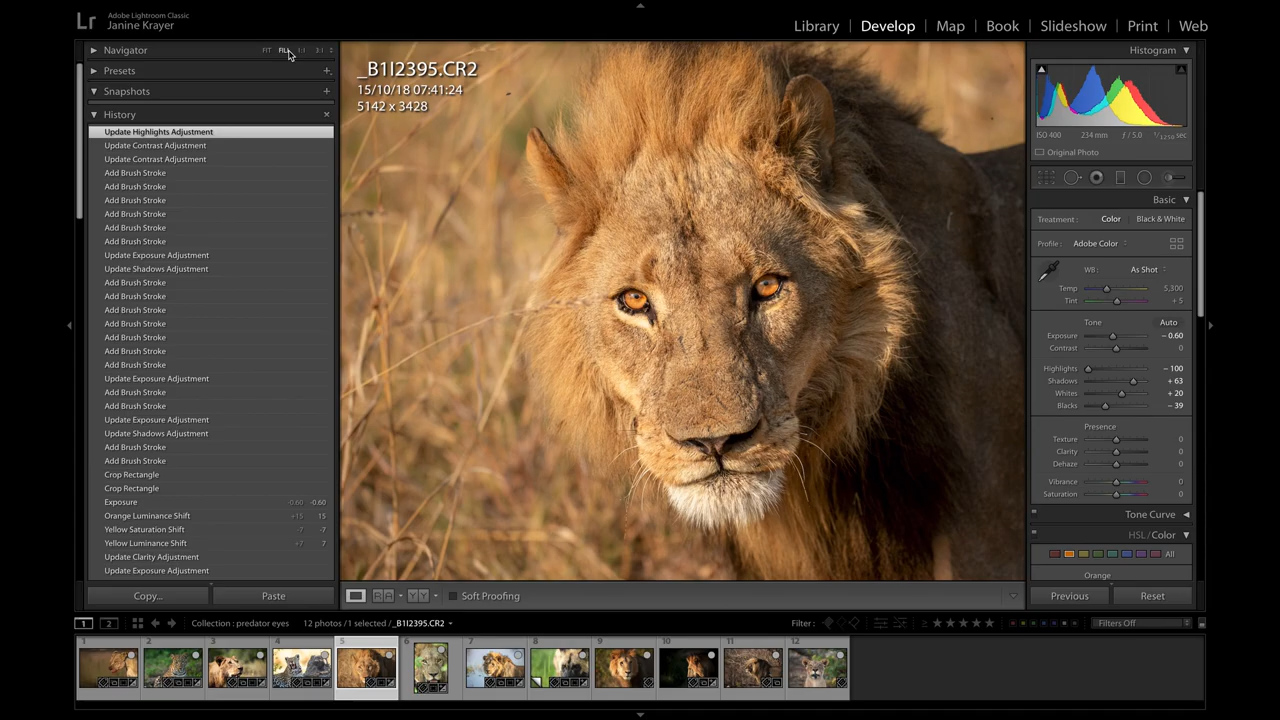 Lr
Adobe Lightroom Classic
Janine Krayer
Library | Develop | Map | Book | Slideshow | Print | Web
Navigator
FIT FILL 1:1 3:1
Presets
Snapshots
History
Update Highlights Adjustment
Update Contrast Adjustment
Update Contrast Adjustment
Add Brush Stroke
Add Brush Stroke
Add Brush Stroke
Add Brush Stroke
Add Brush Stroke
Add Brush Stroke
Update Exposure Adjustment
Update Shadows Adjustment
Add Brush Stroke
Add Brush Stroke
Add Brush Stroke
Add Brush Stroke
Add Brush Stroke
Add Brush Stroke
Add Brush Stroke
Update Exposure Adjustment
Add Brush Stroke
Add Brush Stroke
Update Exposure Adjustment
Update Shadows Adjustment
Add Brush Stroke
Add Brush Stroke
Crop Rectangle
Crop Rectangle
Exposure -0.60 -0.60
Orange Luminance Shift +15 15
Yellow Saturation Shift -7 -7
Yellow Luminance Shift +7 7
Update Clarity Adjustment
Update Exposure Adjustment
Copy... Paste
_B1I2395.CR2
15/10/18 07:41:24
5142 x 3428
Soft Proofing
Histogram
ISO 400 234 mm ƒ / 5.0 1/1250 sec
Original Photo
Basic
Treatment : Color Black & White
Profile : Adobe Color
WB : As Shot
Temp 5,300
Tint + 5
Tone Auto
Exposure − 0.60
Contrast 0
Highlights − 100
Shadows + 63
Whites + 20
Blacks − 39
Presence
Texture 0
Clarity 0
Dehaze 0
Vibrance 0
Saturation 0
Tone Curve
HSL / Color
All
Orange
Previous Reset
1 2 Collection : predator eyes 12 photos / 1 selected / _B1I2395.CR2 Filter : Filters Off
1 2 3 4 5 6 7 8 9 10 11 12